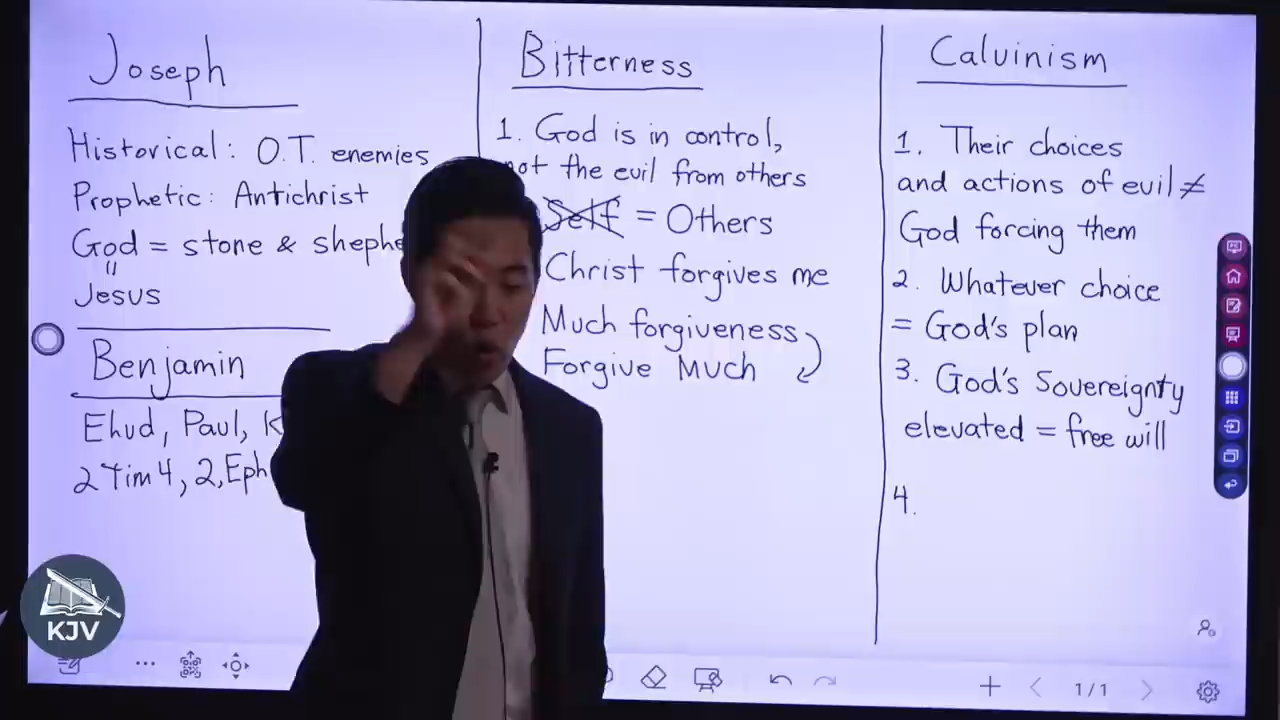 Joseph
Historical: O.T. enemies
Prophetic: Antichrist
God = stone &
Jesus
Benjamin
Ehud, Paul,
2 Tim 4, 2, Eph
Bitterness
1. God is in control,
the evil from others
Self = Others
Christ forgives me
Much forgiveness
Forgive Much
Calvinism
1. Their choices
and actions of evil ≠
God forcing them
2. Whatever choice
= God's plan
3. God's Sovereignty
elevated = free will
4.
KJV
1/1